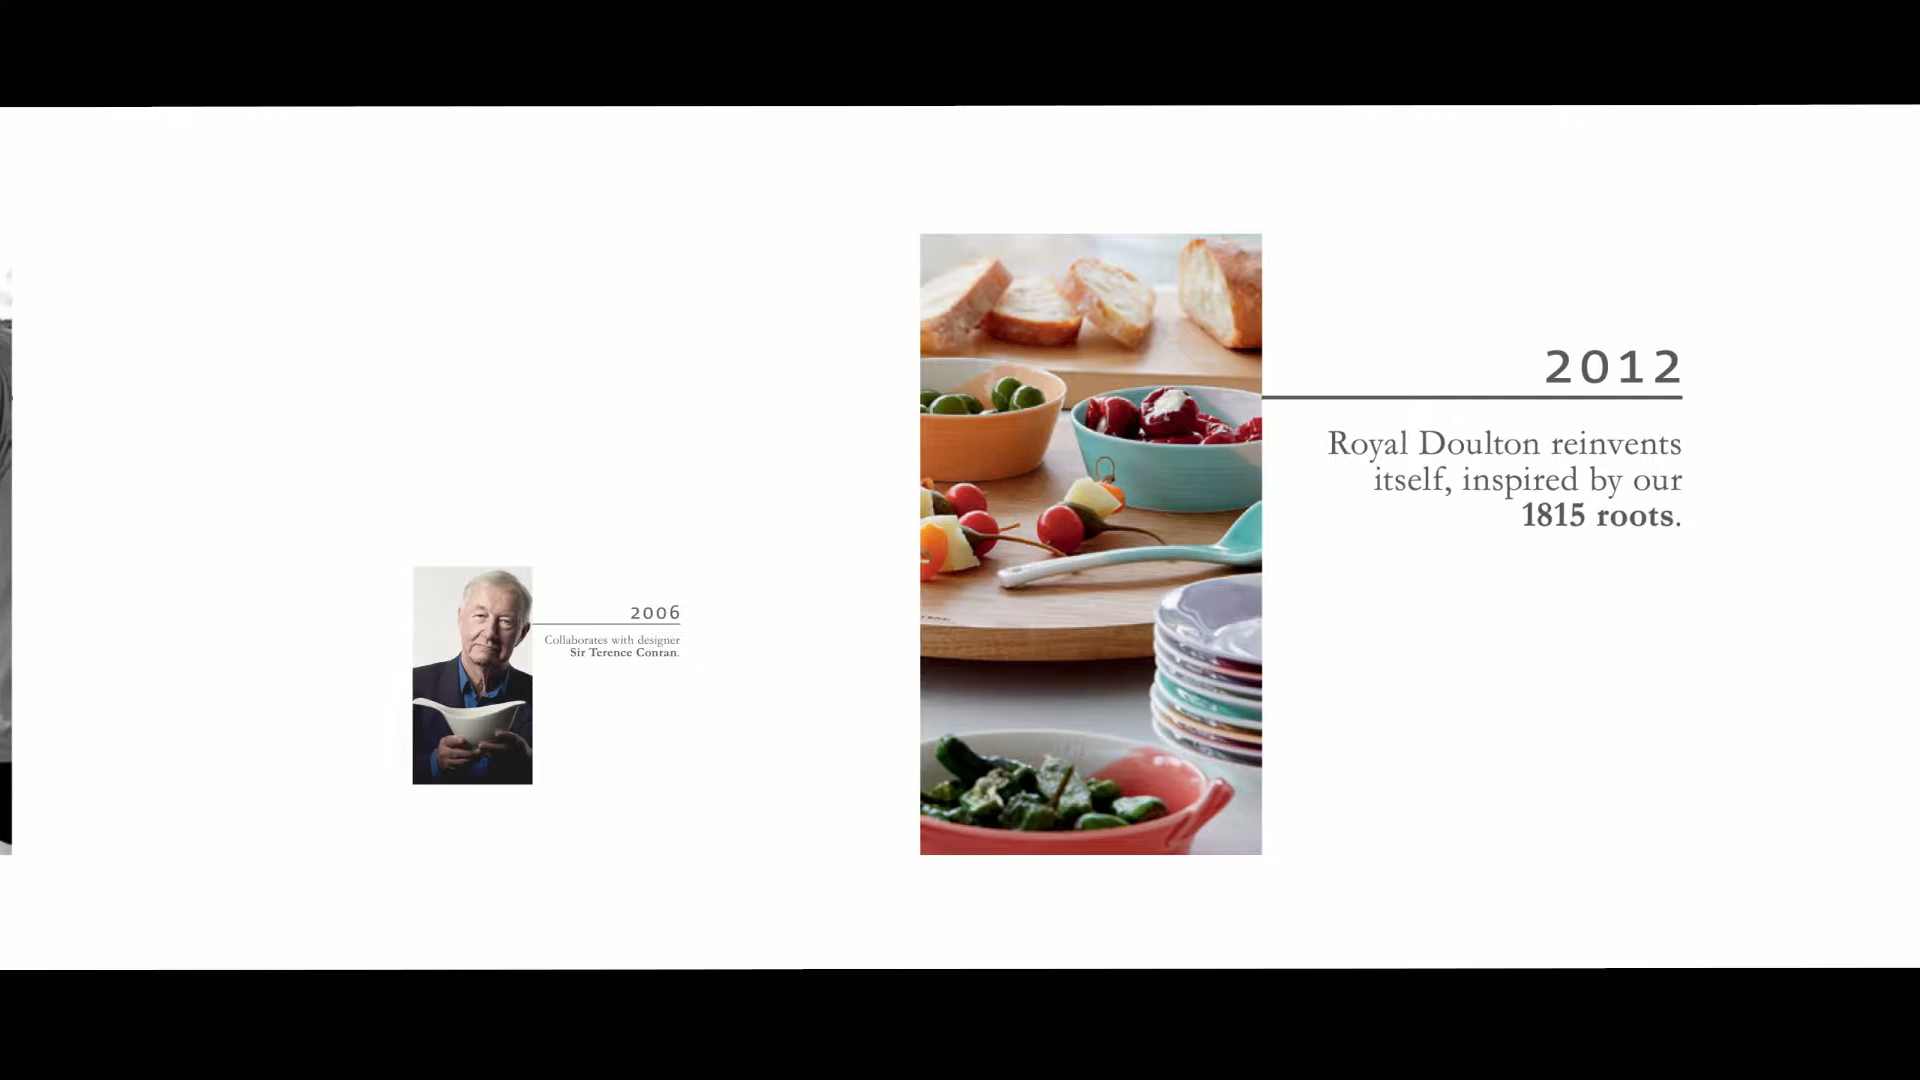 2006
Collaborates with designer
Sir Terence Conran.
2012
Royal Doulton reinvents
itself, inspired by our
1815 roots.